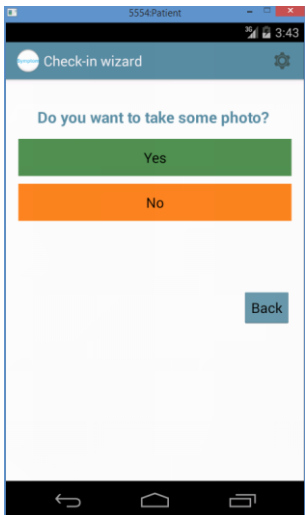 5554:Patient
3G 3:43
Check-in wizard
Do you want to take some photo?
Yes
No
Back